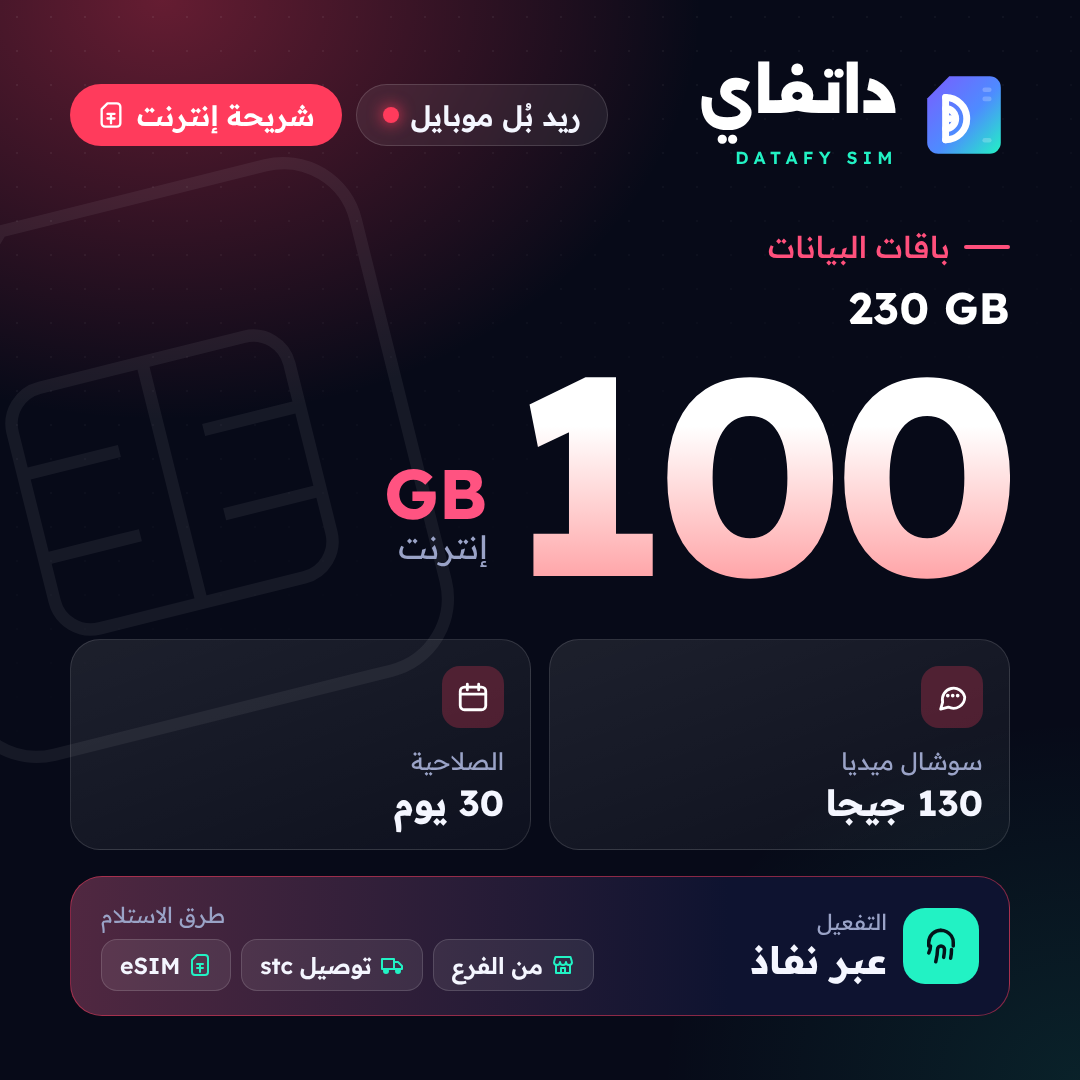 داتفاي
DATAFY SIM
ريد بُل موبايل
شريحة إنترنت
باقات البيانات
230 GB
100
GB
إنترنت
سوشال ميديا
130 جيجا
الصلاحية
30 يوم
التفعيل
عبر نفاذ
طرق الاستلام
من الفرع
توصيل stc
eSIM